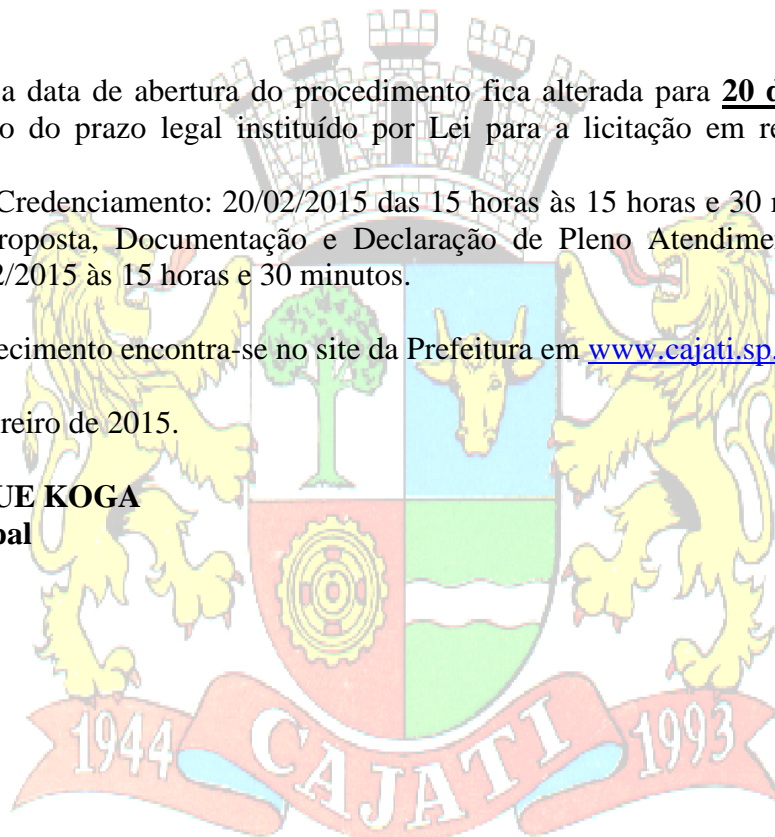 a data de abertura do procedimento fica alterada para 20 d
o do prazo legal instituído por Lei para a licitação em re
Credenciamento: 20/02/2015 das 15 horas às 15 horas e 30 m
roposta, Documentação e Declaração de Pleno Atendime
2/2015 às 15 horas e 30 minutos.
ecimento encontra-se no site da Prefeitura em www.cajati.sp.
reiro de 2015.
UE KOGA
pal
1944 CAJATI 1993